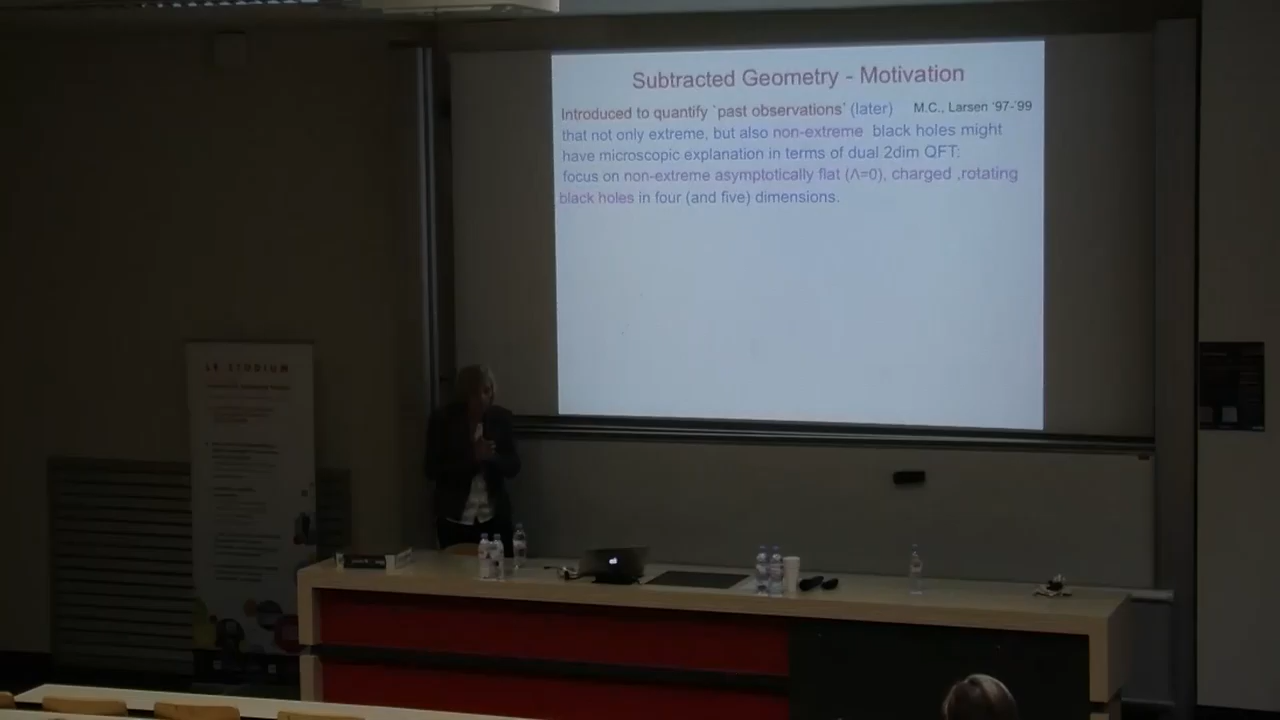 Subtracted Geometry - Motivation
Introduced to quantify `past observations' (later) M.C., Larsen '97-'99
that not only extreme, but also non-extreme black holes might
have microscopic explanation in terms of dual 2dim QFT:
focus on non-extreme asymptotically flat (Λ=0), charged ,rotating
black holes in four (and five) dimensions.
LE STUDIUM